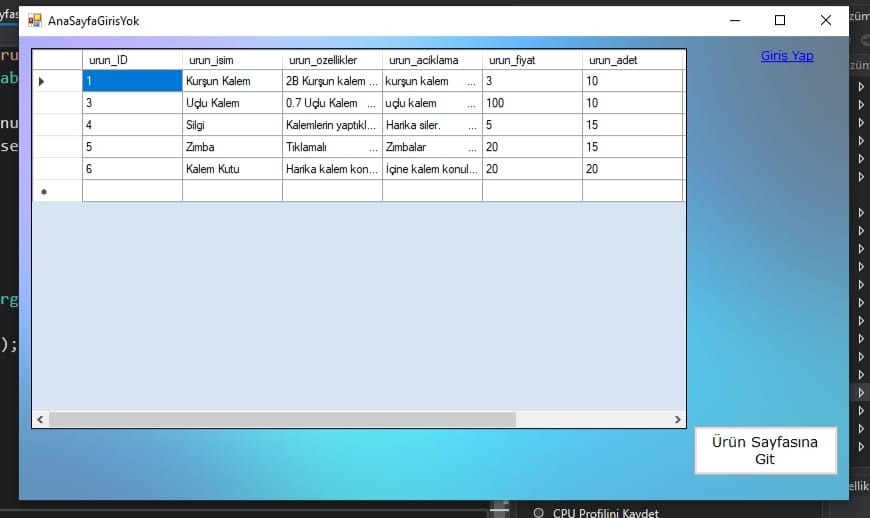 AnaSayfaGirisYok
Giriş Yap
urun_ID urun_isim urun_ozellikler urun_aciklama urun_fiyat urun_adet
1 Kurşun Kalem 2B Kurşun kalem ... kurşun kalem ... 3 10
3 Uçlu Kalem 0.7 Uçlu Kalem ... uçlu kalem ... 100 10
4 Silgi Kalemlerin yaptıkl... Harika siler. ... 5 15
5 Zımba Tıklamalı ... Zımbalar ... 20 15
6 Kalem Kutu Harika kalem kon... İçine kalem konul... 20 20
Ürün Sayfasına
Git
CPU Profilini Kaydet